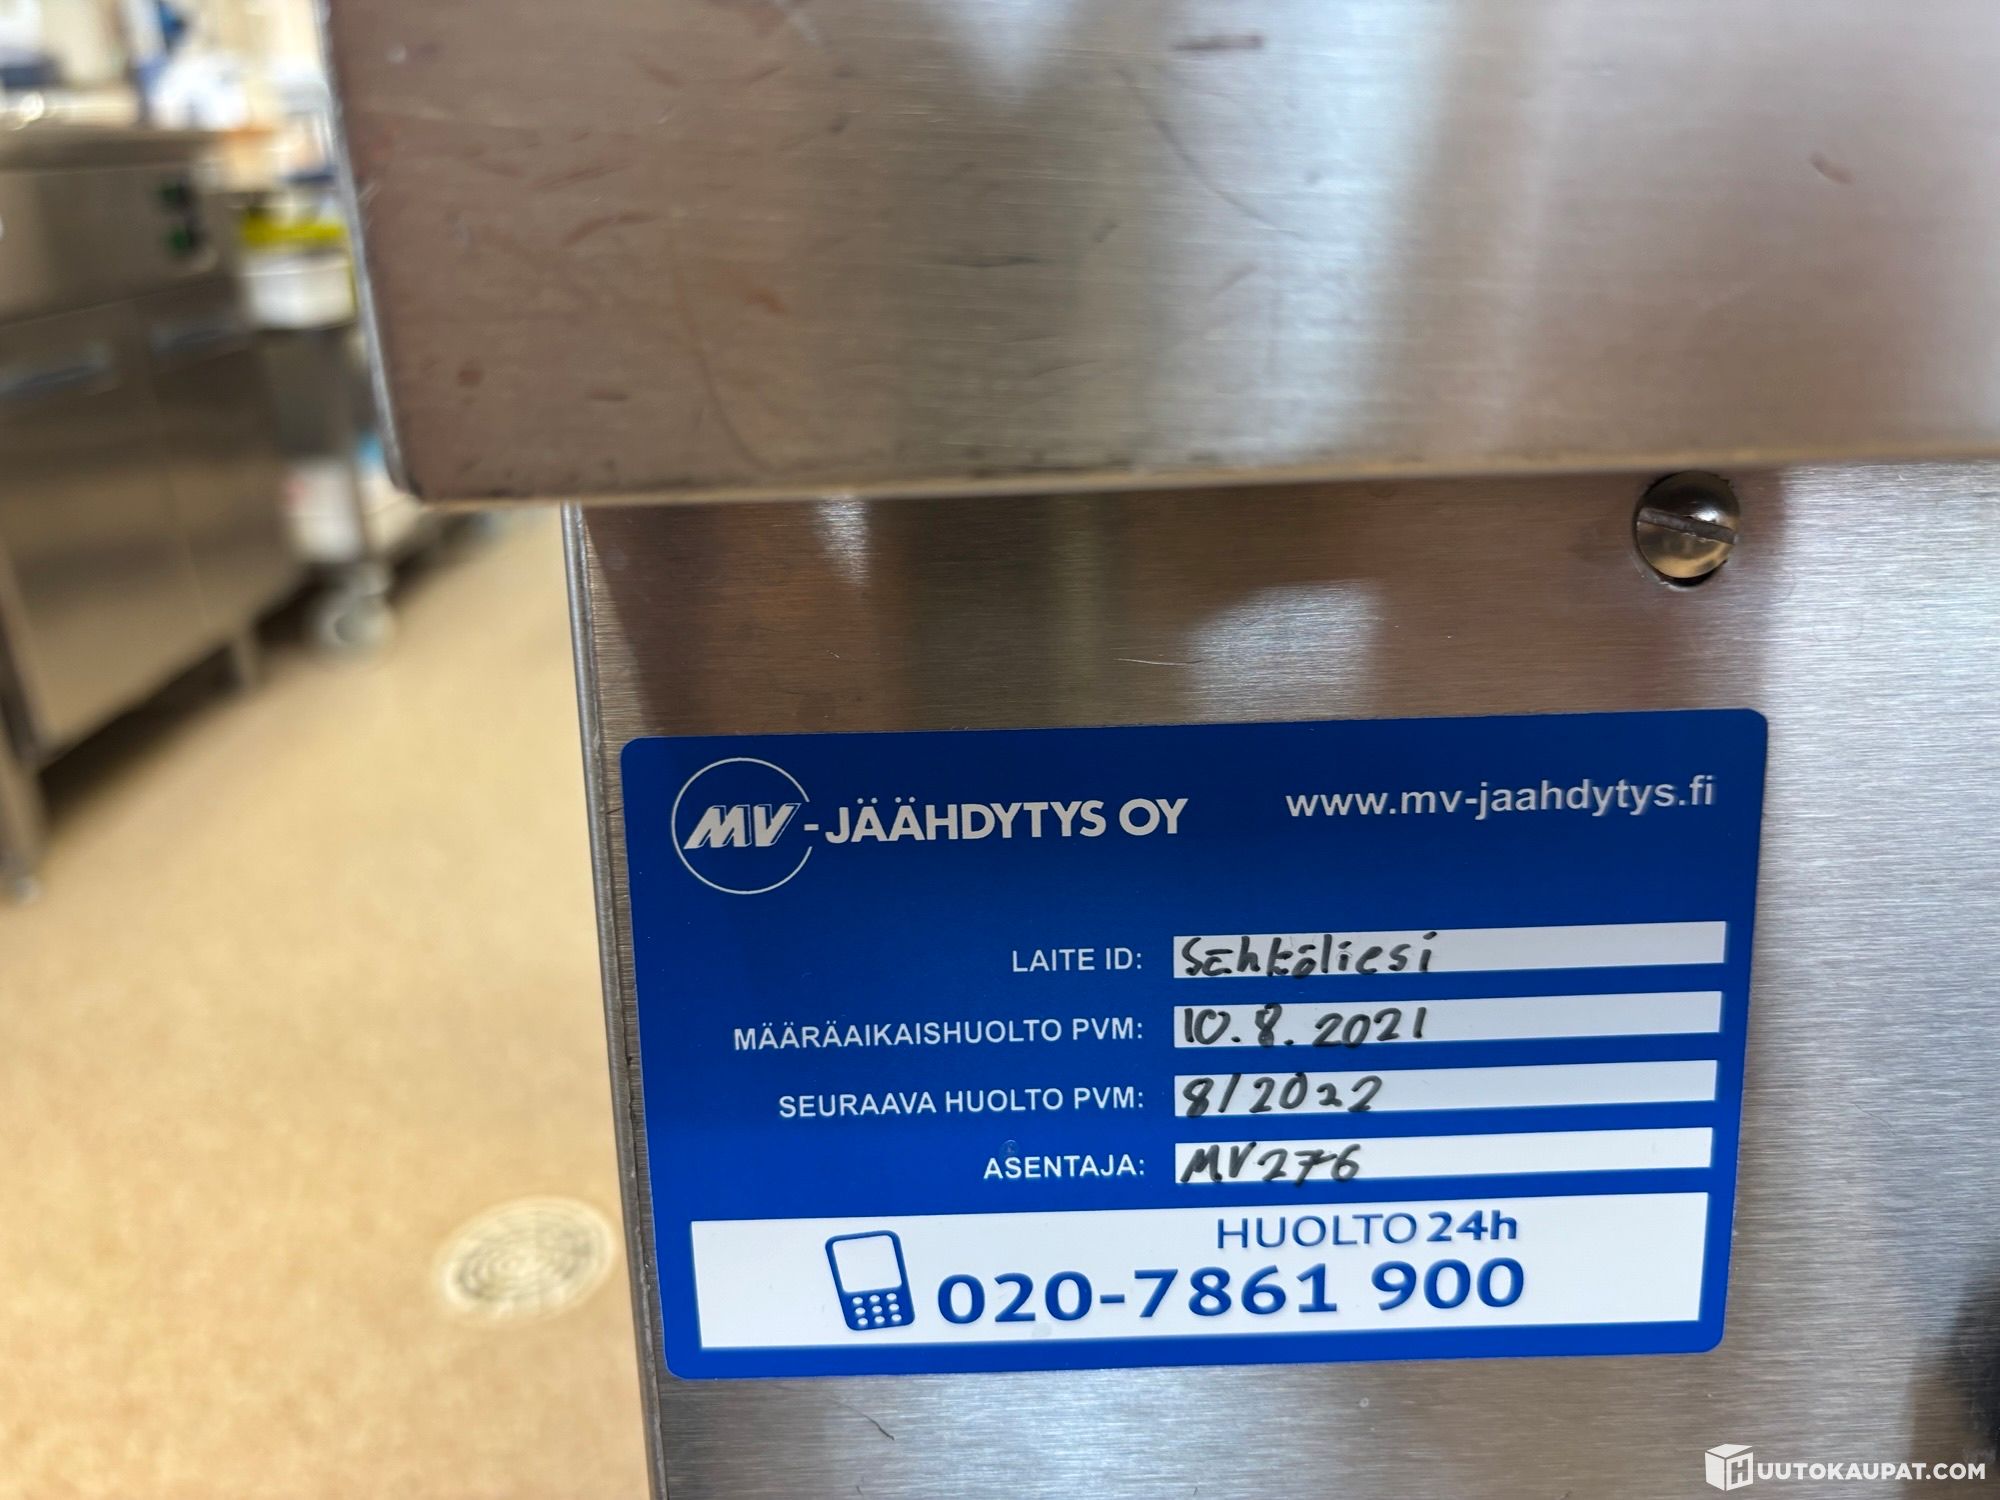 MV-JÄÄHDYTYS OY
www.mv-jaahdytys.fi
LAITE ID: Sähköliesi
MÄÄRÄAIKAISHUOLTO PVM: 10.8.2021
SEURAAVA HUOLTO PVM: 8/2022
ASENTAJA: MV276
HUOLTO 24h
020-7861 900
HUUTOKAUPAT.COM